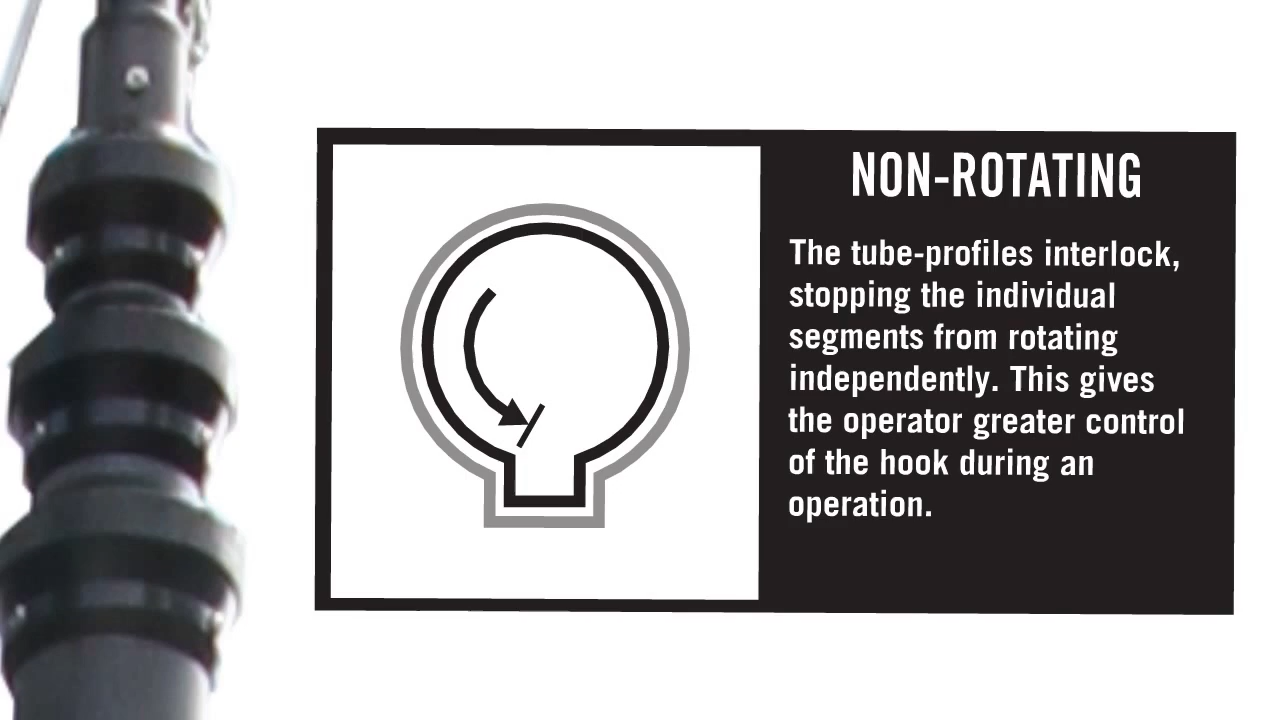 NON-ROTATING
The tube-profiles interlock,
stopping the individual
segments from rotating
independently. This gives
the operator greater control
of the hook during an
operation.